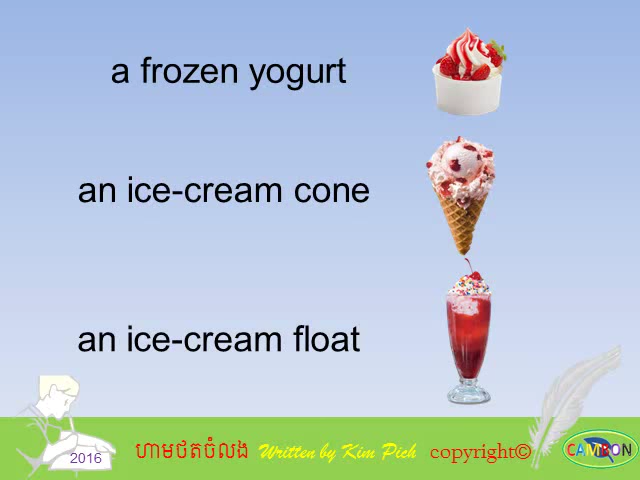 a frozen yogurt
an ice-cream cone
an ice-cream float
2016 ហាមថតចំលង Written by Kim Pich copyright©
CAMBON